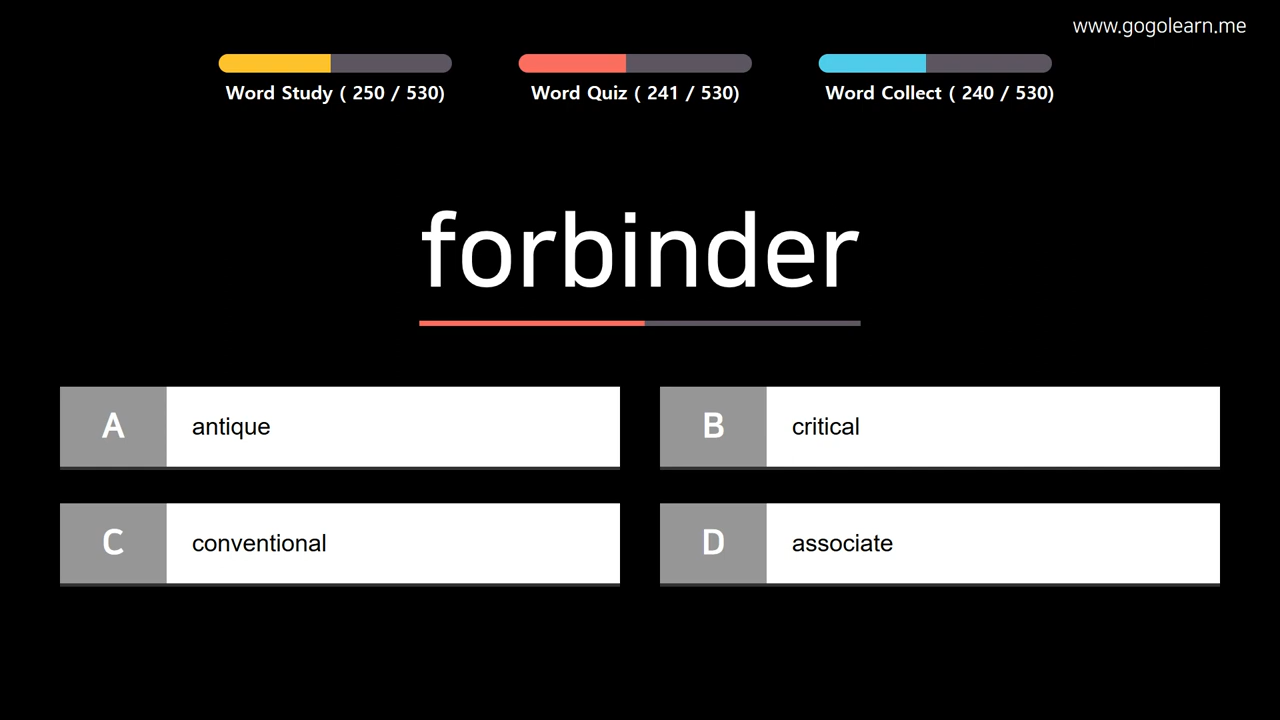 www.gogolearn.me
Word Study ( 250 / 530)
Word Quiz ( 241 / 530)
Word Collect ( 240 / 530)
forbinder
A
antique
B
critical
C
conventional
D
associate